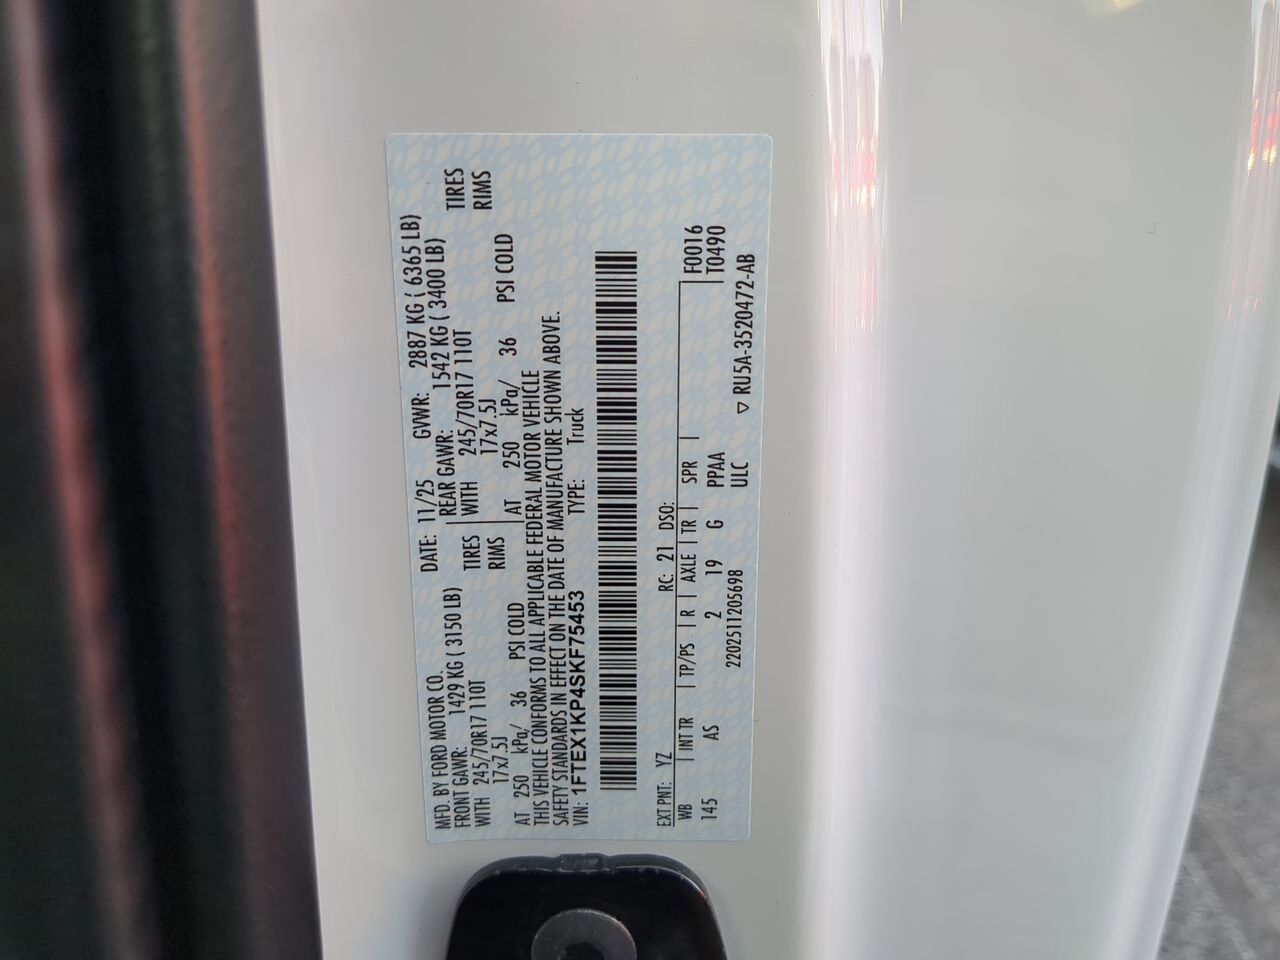 MFD. BY FORD MOTOR CO. DATE: 11/25 GVWR: 2887 KG ( 6365 LB)
FRONT GAWR: 1429 KG ( 3150 LB) REAR GAWR: 1542 KG ( 3400 LB)
WITH 245/70R17 110T TIRES WITH 245/70R17 110T TIRES
17x7.5J RIMS 17x7.5J RIMS
AT 250 kPa/ 36 PSI COLD AT 250 kPa/ 36 PSI COLD
THIS VEHICLE CONFORMS TO ALL APPLICABLE FEDERAL MOTOR VEHICLE
SAFETY STANDARDS IN EFFECT ON THE DATE OF MANUFACTURE SHOWN ABOVE.
VIN: 1FTEX1KP4SKF75453 TYPE: Truck
EXT PNT: YZ RC: 21 DSO: F0016
WB | INT TR | TP/PS | R | AXLE | TR | SPR | T0490
145 AS 2 19 G PPAA
2202511205698 ULC ▽ RU5A-3520472-AB